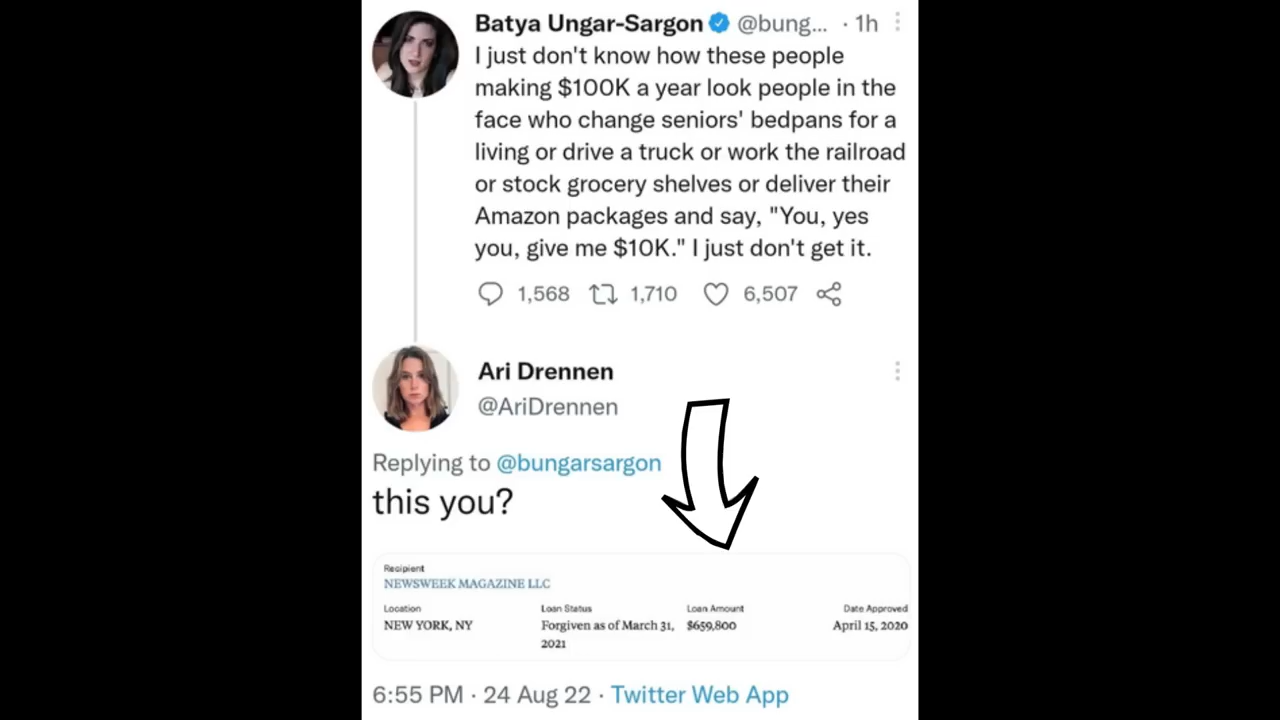 Batya Ungar-Sargon @bung... · 1h
I just don't know how these people
making $100K a year look people in the
face who change seniors' bedpans for a
living or drive a truck or work the railroad
or stock grocery shelves or deliver their
Amazon packages and say, "You, yes
you, give me $10K." I just don't get it.
1,568 1,710 6,507
Ari Drennen
@AriDrennen
Replying to @bungarsargon
this you?
Recipient
NEWSWEEK MAGAZINE LLC
Location Loan Status Loan Amount Date Approved
NEW YORK, NY Forgiven as of March 31, $659,800 April 15, 2020
2021
6:55 PM · 24 Aug 22 · Twitter Web App